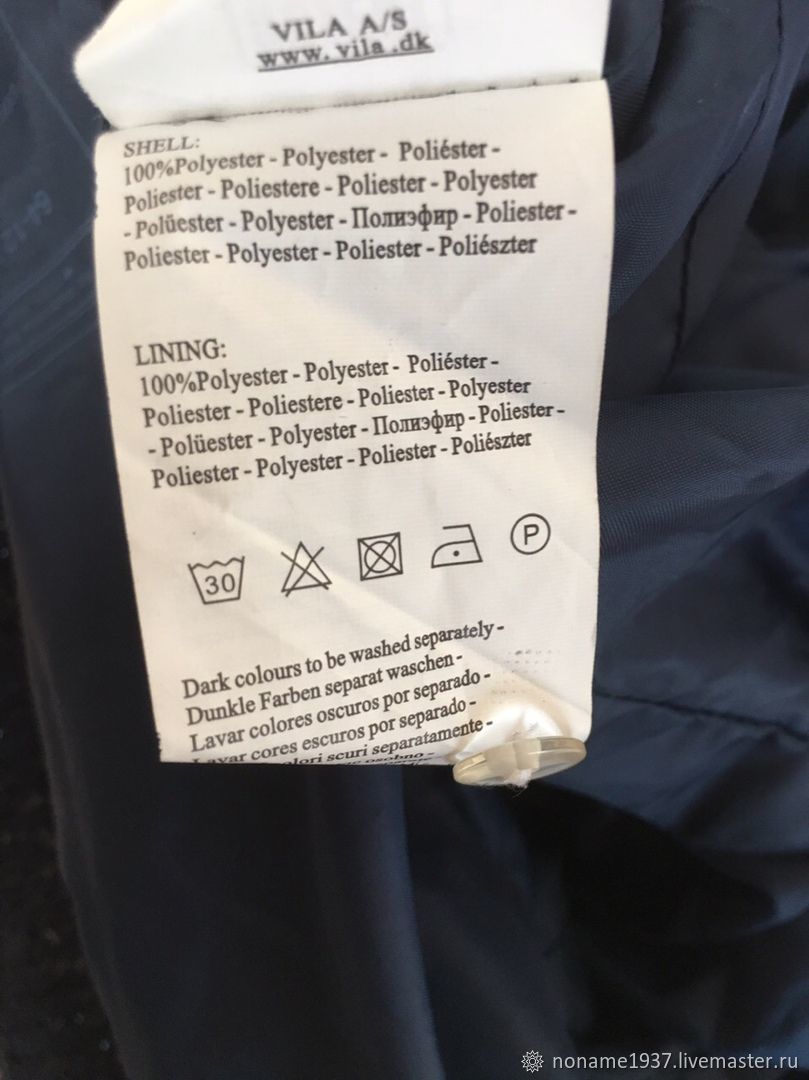 VILA A/S
www.vila.dk
SHELL:
100%Polyester - Polyester - Poliéster -
Poliester - Poliestere - Poliester - Polyester
- Polüester - Polyester - Полиэфир - Poliester -
Poliester - Polyester - Poliester - Poliészter
LINING:
100%Polyester - Polyester - Poliéster -
Poliester - Poliestere - Poliester - Polyester
- Polüester - Polyester - Полиэфир - Poliester -
Poliester - Polyester - Poliester - Poliészter
30 P
Dark colours to be washed separately -
Dunkle Farben separat waschen -
Lavar colores oscuros por separado -
Lavar cores escuros por separado -
scuri separatamente -
osobno -
noname1937.livemaster.ru